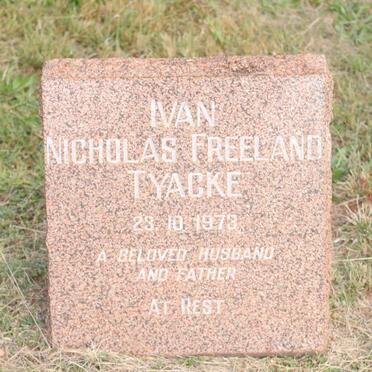 IVAN
NICHOLAS FREELAND
TYACKE
23.10.1973
A BELOVED HUSBAND
AND FATHER
AT REST